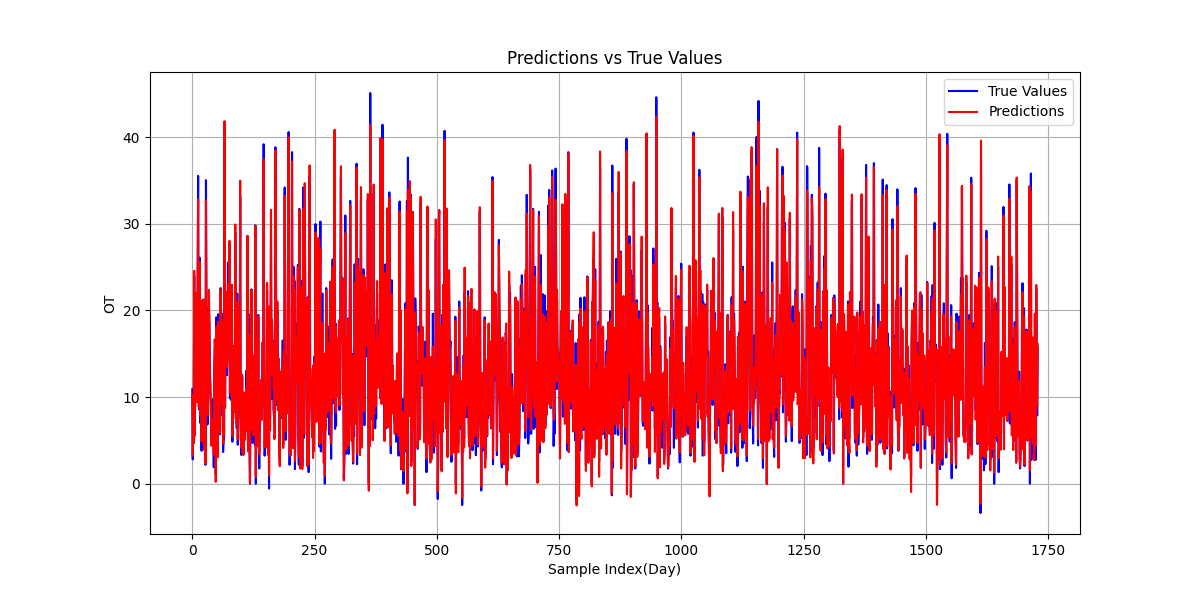 Predictions vs True Values
True Values
Predictions
OT
40
30
20
10
0
0 250 500 750 1000 1250 1500 1750
Sample Index(Day)